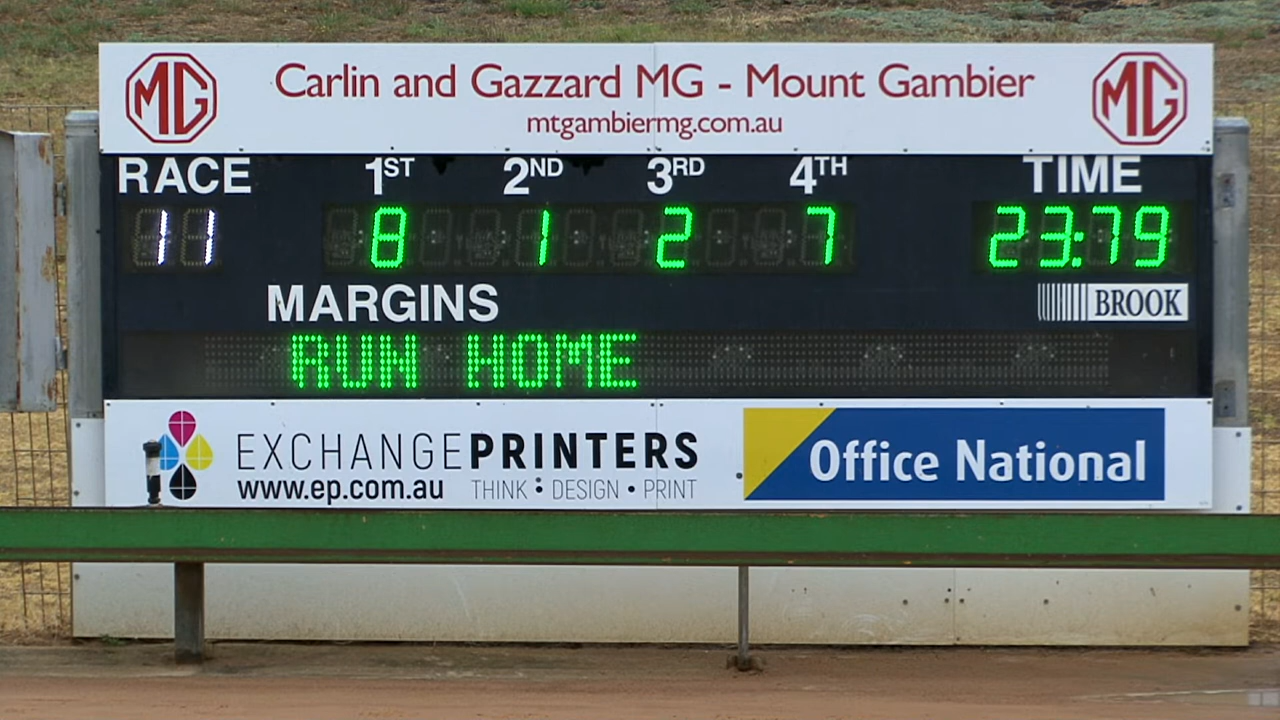 MG Carlin and Gazzard MG - Mount Gambier MG
mtgambiermg.com.au
RACE 1ST 2ND 3RD 4TH TIME
11 8 1 2 7 23:79
MARGINS BROOK
RUN HOME
EXCHANGEPRINTERS
www.ep.com.au THINK • DESIGN • PRINT
Office National